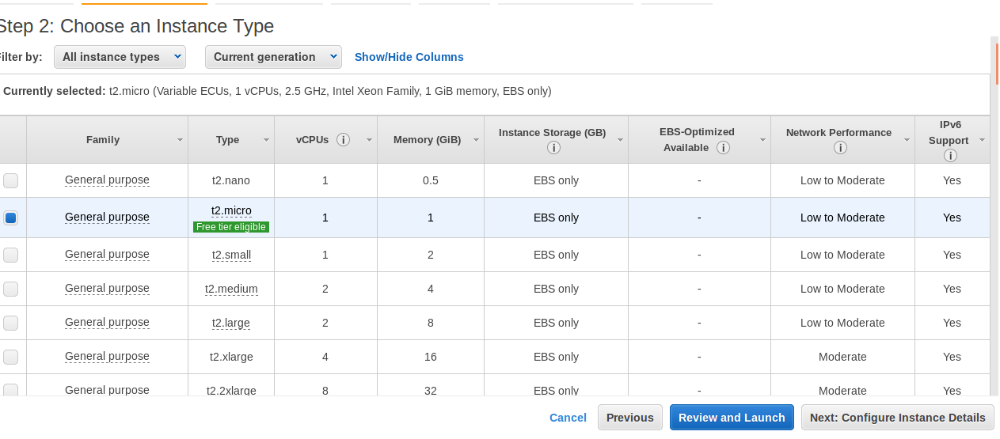 Step 2: Choose an Instance Type
Filter by: All instance types Current generation Show/Hide Columns
Currently selected: t2.micro (Variable ECUs, 1 vCPUs, 2.5 GHz, Intel Xeon Family, 1 GiB memory, EBS only)
Family Type vCPUs i Memory (GiB) Instance Storage (GB) i EBS-Optimized Available i Network Performance i IPv6 Support i
General purpose t2.nano 1 0.5 EBS only - Low to Moderate Yes
General purpose t2.micro Free tier eligible 1 1 EBS only - Low to Moderate Yes
General purpose t2.small 1 2 EBS only - Low to Moderate Yes
General purpose t2.medium 2 4 EBS only - Low to Moderate Yes
General purpose t2.large 2 8 EBS only - Low to Moderate Yes
General purpose t2.xlarge 4 16 EBS only - Moderate Yes
General purpose t2.2xlarge 8 32 EBS only - Moderate Yes
Cancel Previous Review and Launch Next: Configure Instance Details